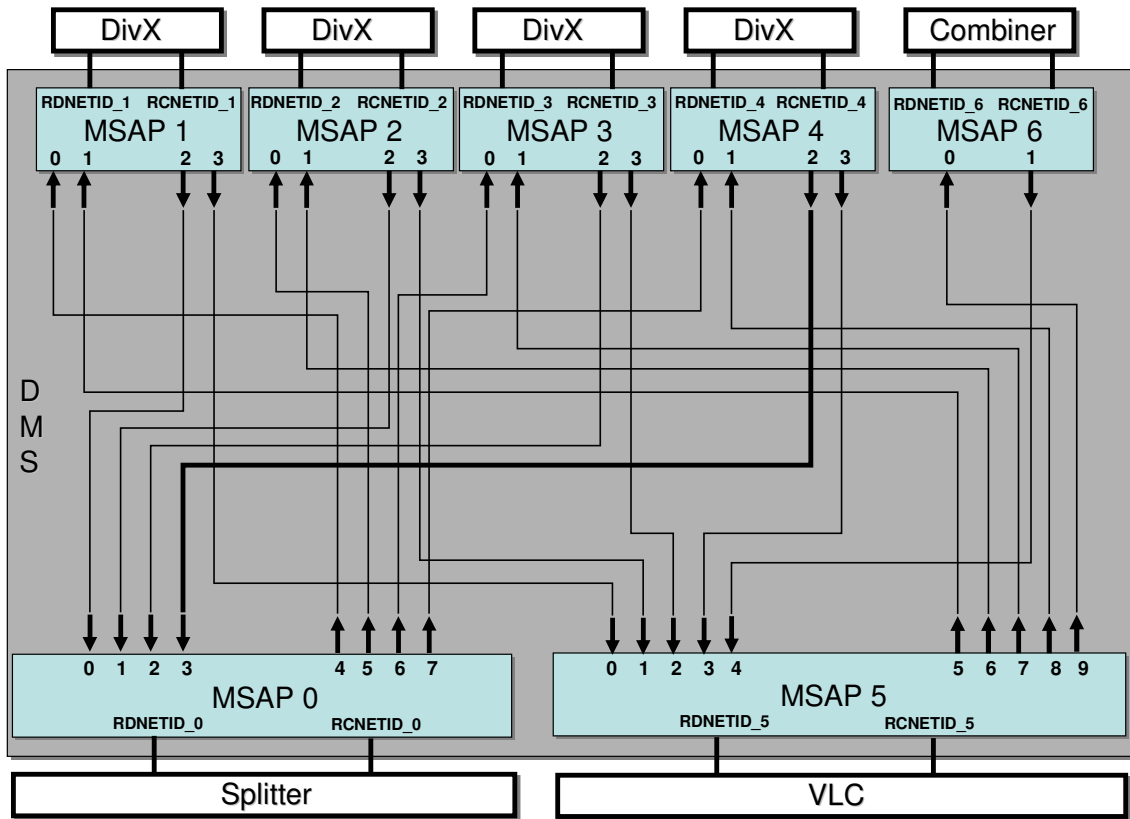 DivX DivX DivX DivX Combiner
RDNETID_1 RCNETID_1 RDNETID_2 RCNETID_2 RDNETID_3 RCNETID_3 RDNETID_4 RCNETID_4 RDNETID_6 RCNETID_6
MSAP 1 MSAP 2 MSAP 3 MSAP 4 MSAP 6
0 1 2 3 0 1 2 3 0 1 2 3 0 1 2 3 0 1
D
M
S
0 1 2 3 4 5 6 7 0 1 2 3 4 5 6 7 8 9
MSAP 0 MSAP 5
RDNETID_0 RCNETID_0 RDNETID_5 RCNETID_5
Splitter VLC